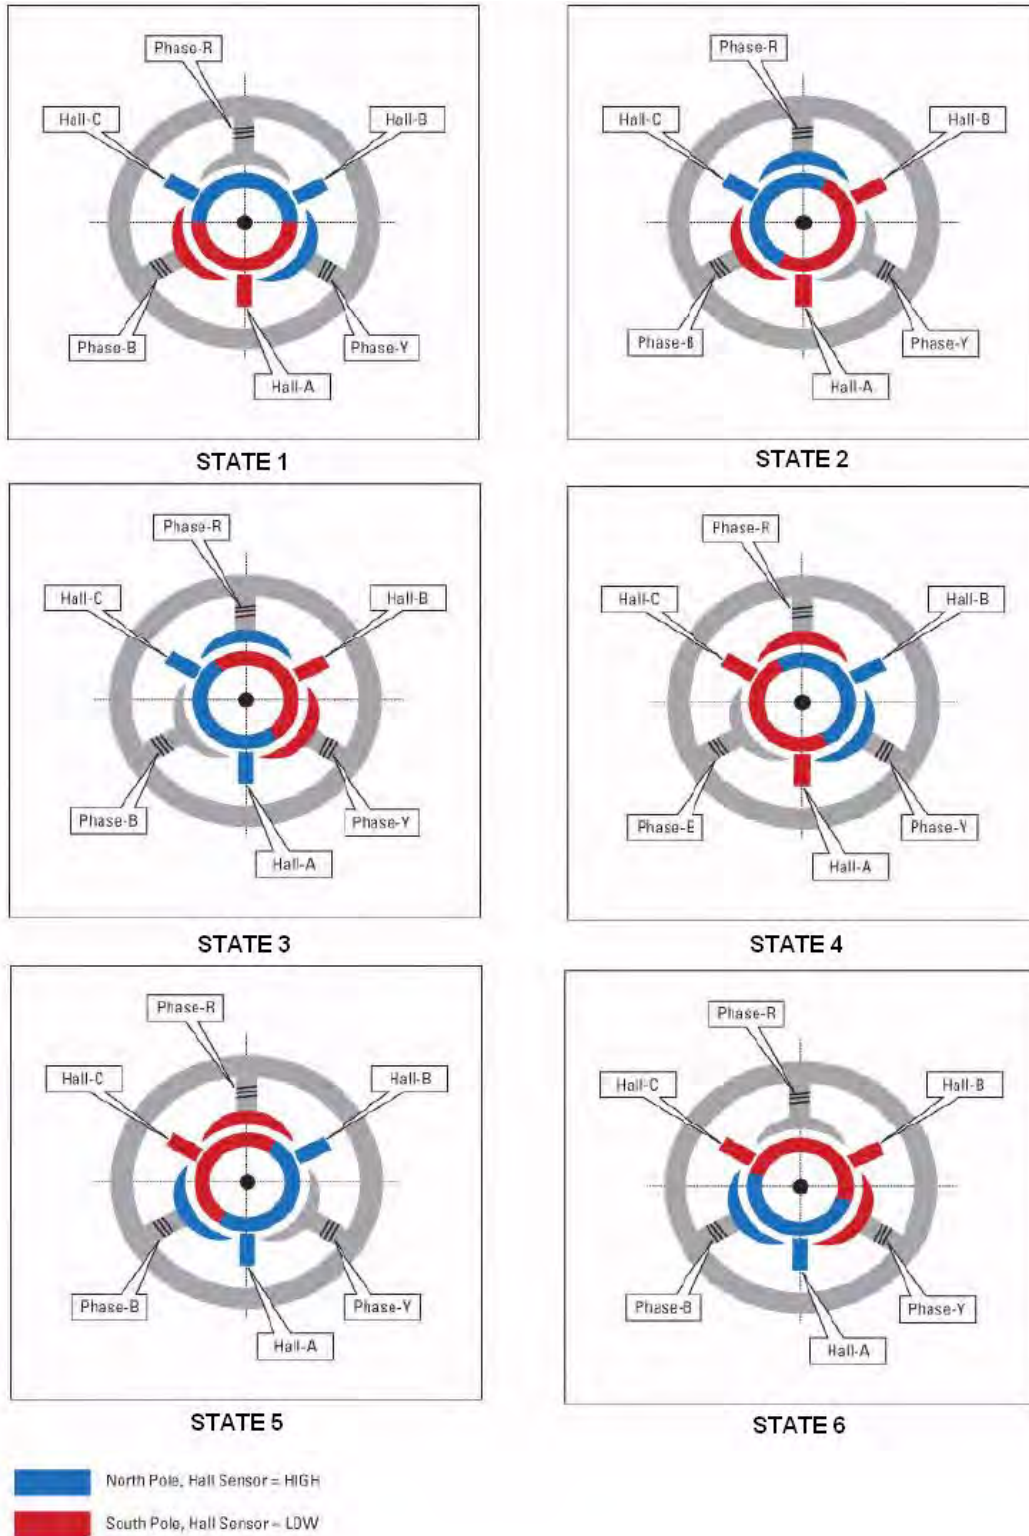 Phase-R
Hall-C
Hall-B
Phase-B
Phase-Y
Hall-A
STATE 1
Phase-R
Hall-C
Hall-B
Phase-B
Phase-Y
Hall-A
STATE 2
Phase-R
Hall-C
Hall-B
Phase-B
Phase-Y
Hall-A
STATE 3
Phase-R
Hall-C
Hall-B
Phase-E
Phase-Y
Hall-A
STATE 4
Phase-R
Hall-C
Hall-B
Phase-B
Phase-Y
Hall-A
STATE 5
Phase-R
Hall-C
Hall-B
Phase-B
Phase-Y
Hall-A
STATE 6
North Pole, Hall Sensor = HIGH
South Pole, Hall Sensor = LOW